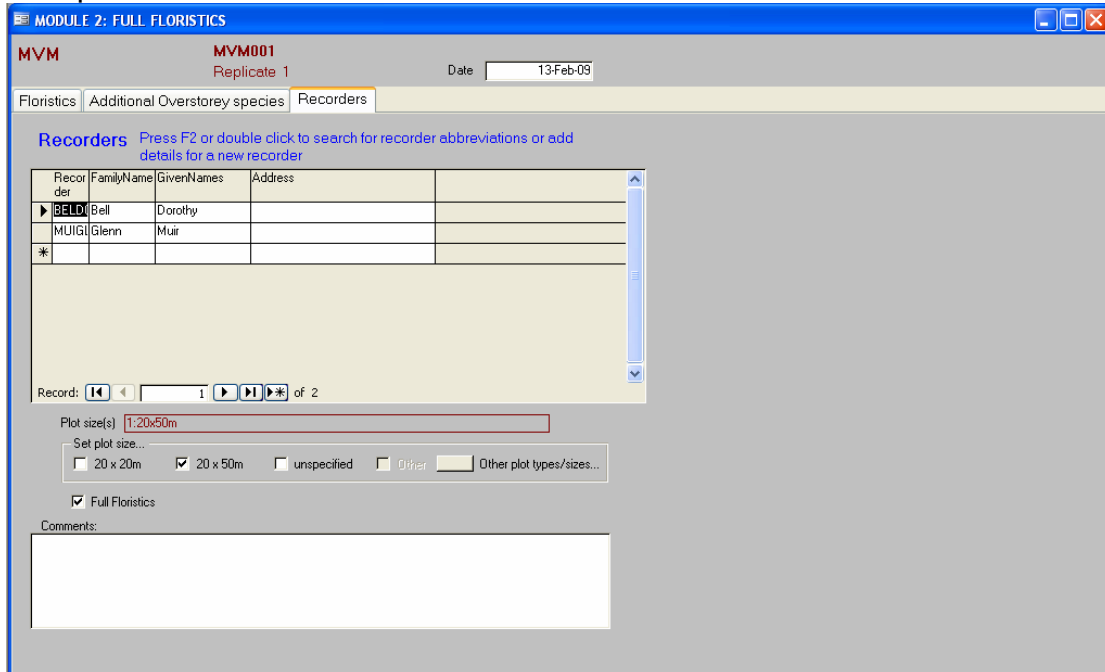 MODULE 2: FULL FLORISTICS
MVM MVM001
Replicate 1 Date 13-Feb-09
Floristics Additional Overstorey species Recorders
Recorders Press F2 or double click to search for recorder abbreviations or add
details for a new recorder
Recor FamilyName GivenNames Address
der
Bell Dorothy
Glenn Muir
Record: 1 of 2
Plot size(s) 1:20x50m
Set plot size...
20 x 20m 20 x 50m unspecified Other Other plot types/sizes...
Full Floristics
Comments: